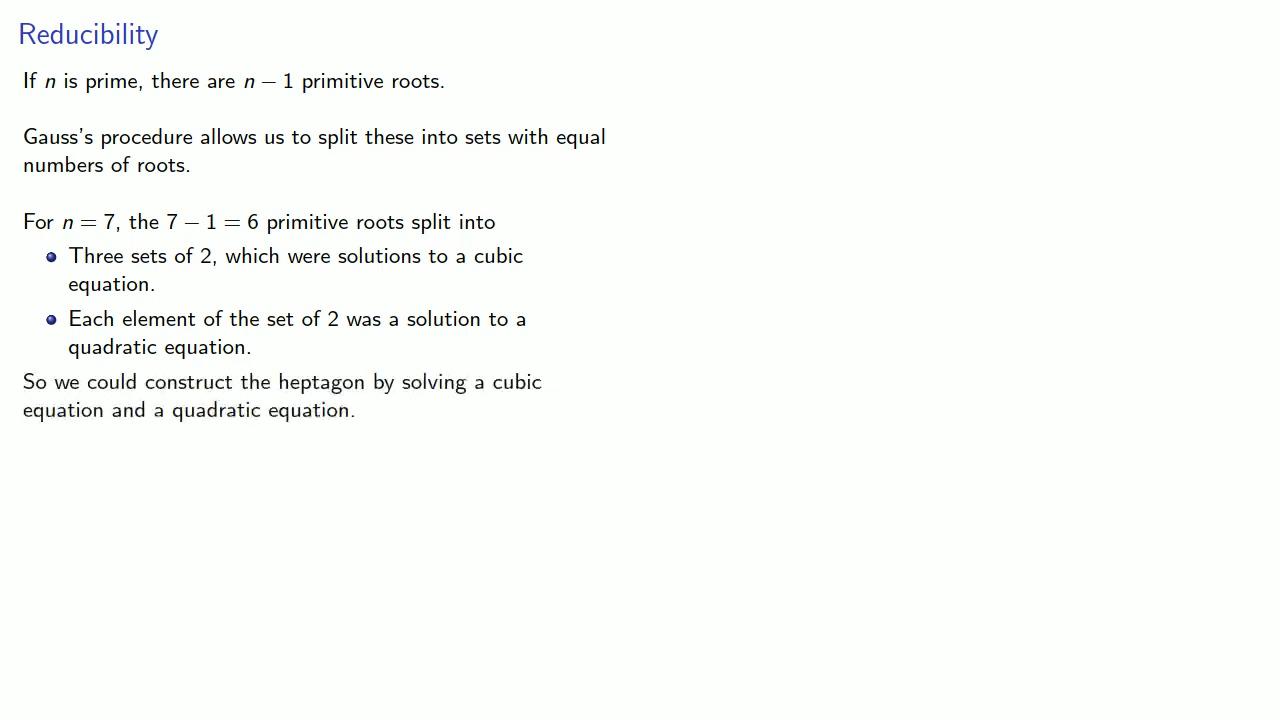 Reducibility
If n is prime, there are n − 1 primitive roots.
Gauss's procedure allows us to split these into sets with equal
numbers of roots.
For n = 7, the 7 − 1 = 6 primitive roots split into
Three sets of 2, which were solutions to a cubic
equation.
Each element of the set of 2 was a solution to a
quadratic equation.
So we could construct the heptagon by solving a cubic
equation and a quadratic equation.